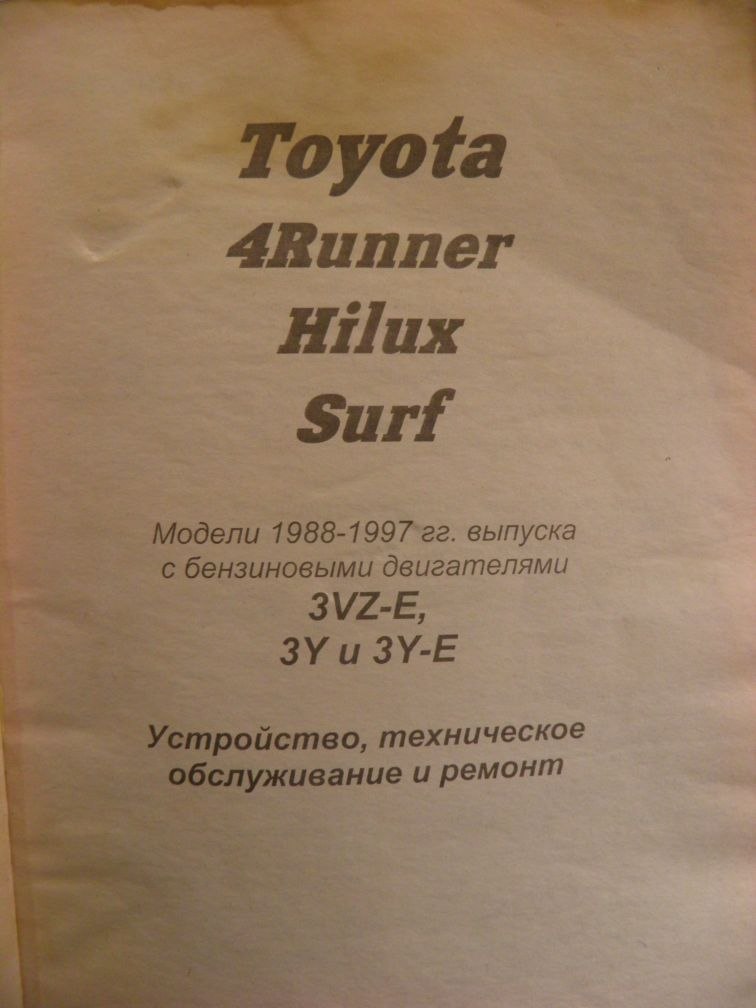 Toyota
4Runner
Hilux
Surf
Модели 1988-1997 гг. выпуска
с бензиновыми двигателями
3VZ-E,
3Y и 3Y-E
Устройство, техническое
обслуживание и ремонт